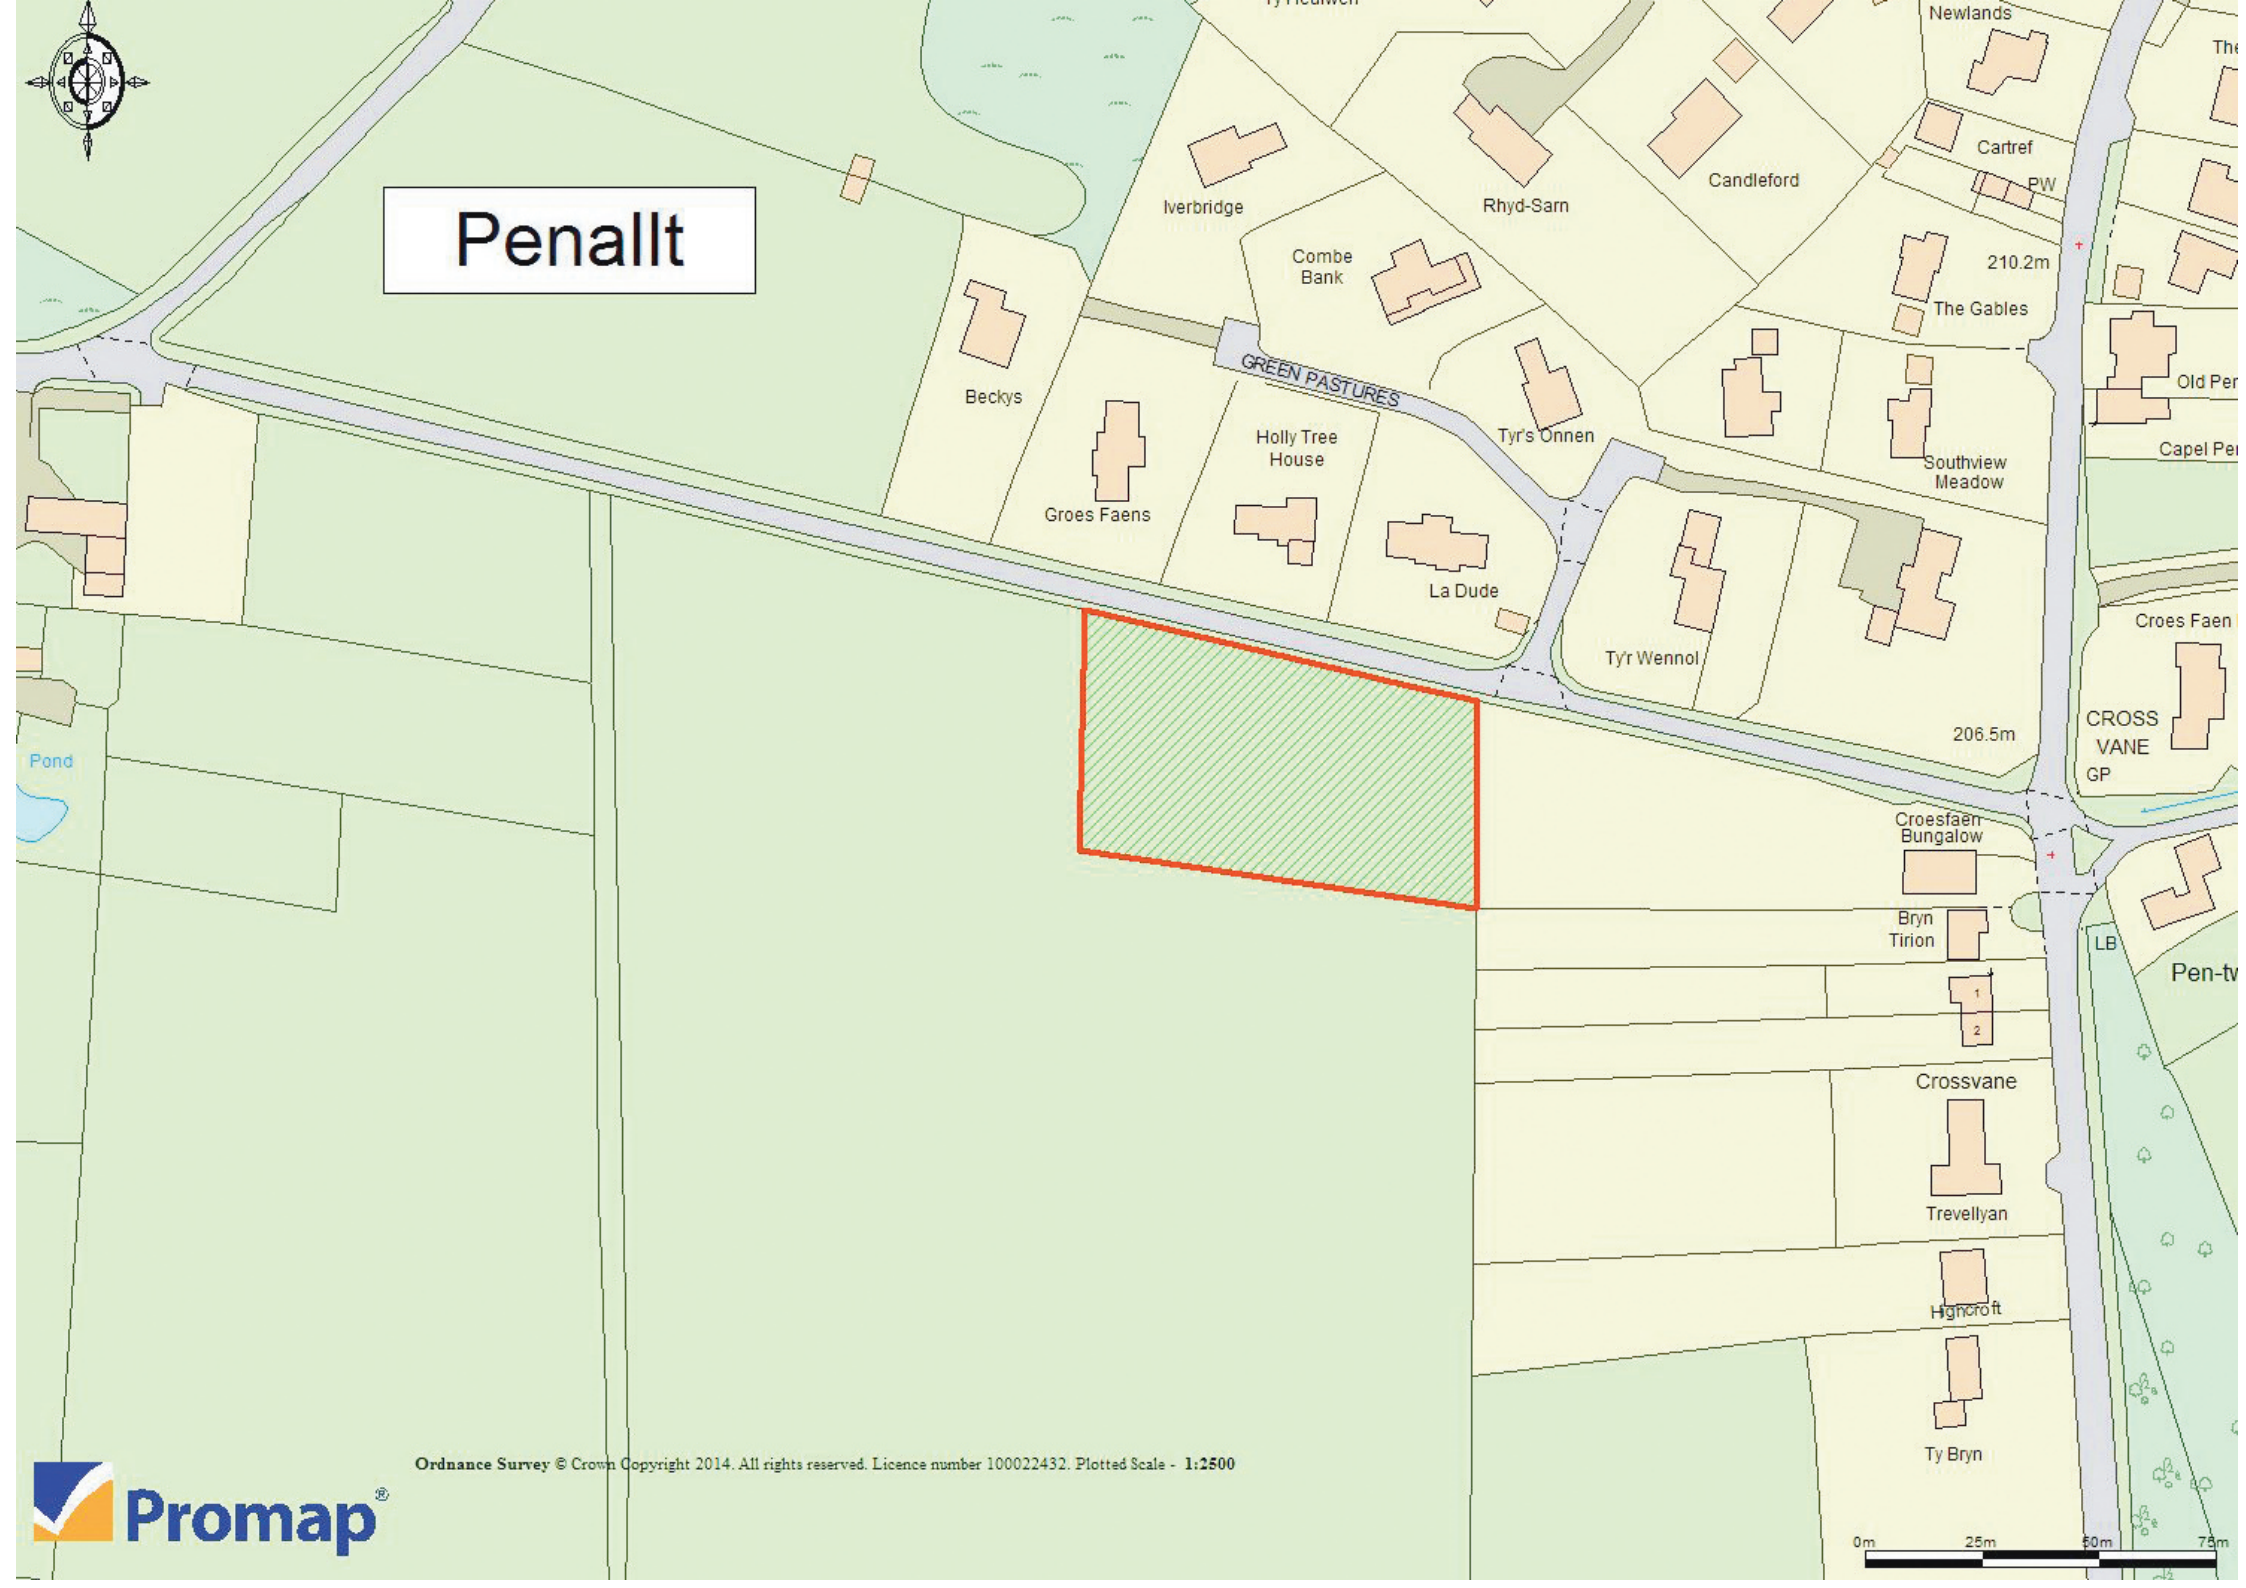 Newlands
Cartref
PW
Candleford
Iverbridge
Rhyd-Sarn
Penallt
Combe
Bank
210.2m
The Gables
GREEN PASTURES
Old Per
Beckys
Tyr's Onnen
Holly Tree
House
Capel Per
Southview
Meadow
Groes Faens
La Dude
Croes Faen
Ty'r Wennol
CROSS
VANE
GP
206.5m
Pond
Croesfaen
Bungalow
Bryn
Tirion
LB
Pen-tw
1
2
Crossvane
Trevellyan
Highcroft
Ty Bryn
Ordnance Survey © Crown Copyright 2014. All rights reserved. Licence number 100022432. Plotted Scale - 1:2500
Promap®
0m 25m 50m 75m